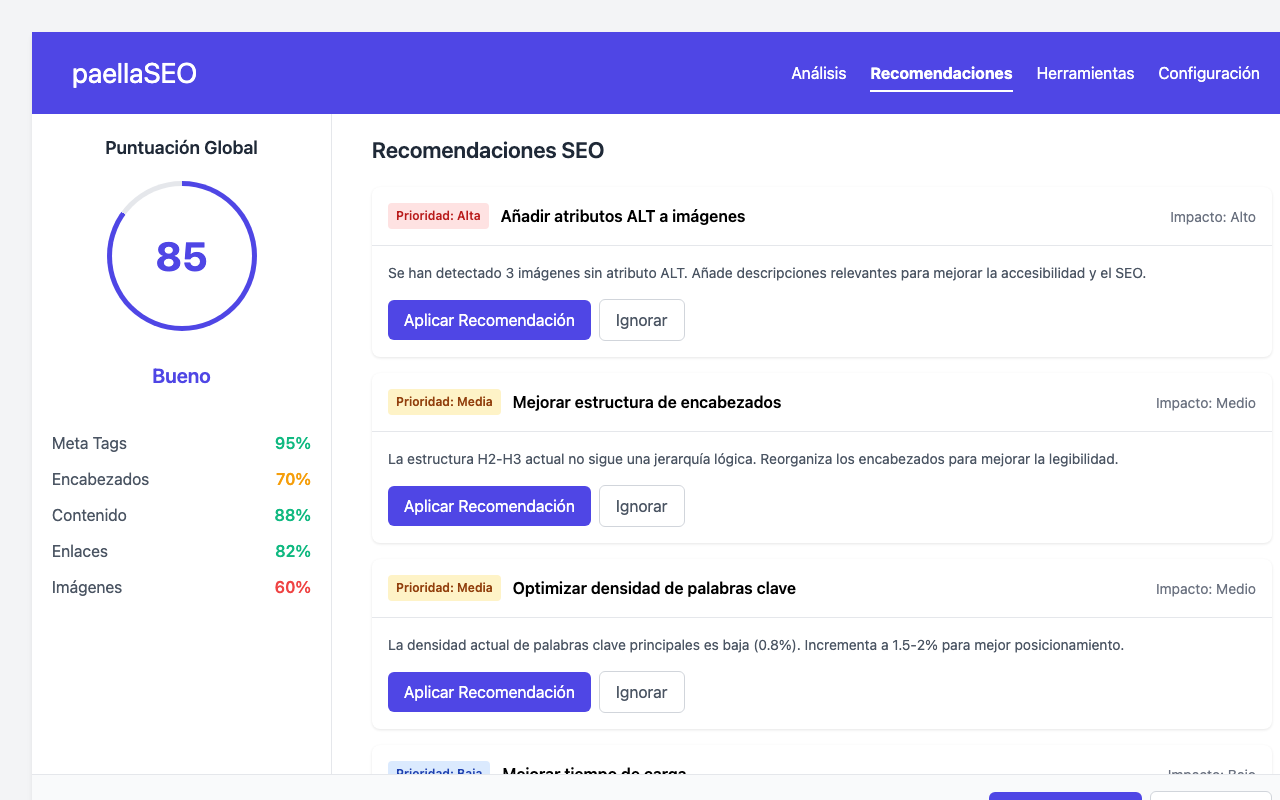 paellaSEO
Análisis
Recomendaciones
Herramientas
Configuración
Puntuación Global
85
Bueno
Meta Tags 95%
Encabezados 70%
Contenido 88%
Enlaces 82%
Imágenes 60%
Recomendaciones SEO
Prioridad: Alta Añadir atributos ALT a imágenes Impacto: Alto
Se han detectado 3 imágenes sin atributo ALT. Añade descripciones relevantes para mejorar la accesibilidad y el SEO.
Aplicar Recomendación Ignorar
Prioridad: Media Mejorar estructura de encabezados Impacto: Medio
La estructura H2-H3 actual no sigue una jerarquía lógica. Reorganiza los encabezados para mejorar la legibilidad.
Aplicar Recomendación Ignorar
Prioridad: Media Optimizar densidad de palabras clave Impacto: Medio
La densidad actual de palabras clave principales es baja (0.8%). Incrementa a 1.5-2% para mejor posicionamiento.
Aplicar Recomendación Ignorar
Prioridad: Baja Mejorar tiempo de carga Impacto: Bajo